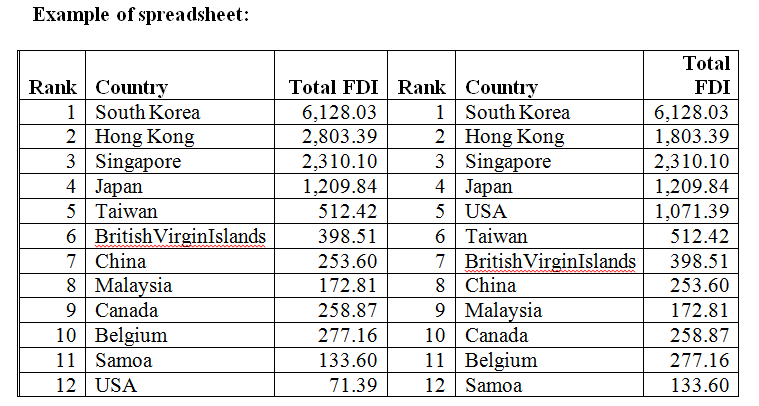 Example of spreadsheet:
Total
Rank Country Total FDI Rank Country FDI
1 South Korea 6,128.03 1 South Korea 6,128.03
2 Hong Kong 2,803.39 2 Hong Kong 1,803.39
3 Singapore 2,310.10 3 Singapore 2,310.10
4 Japan 1,209.84 4 Japan 1,209.84
5 Taiwan 512.42 5 USA 1,071.39
6 BritishVirginIslands 398.51 6 Taiwan 512.42
7 China 253.60 7 BritishVirginIslands 398.51
8 Malaysia 172.81 8 China 253.60
9 Canada 258.87 9 Malaysia 172.81
10 Belgium 277.16 10 Canada 258.87
11 Samoa 133.60 11 Belgium 277.16
12 USA 71.39 12 Samoa 133.60